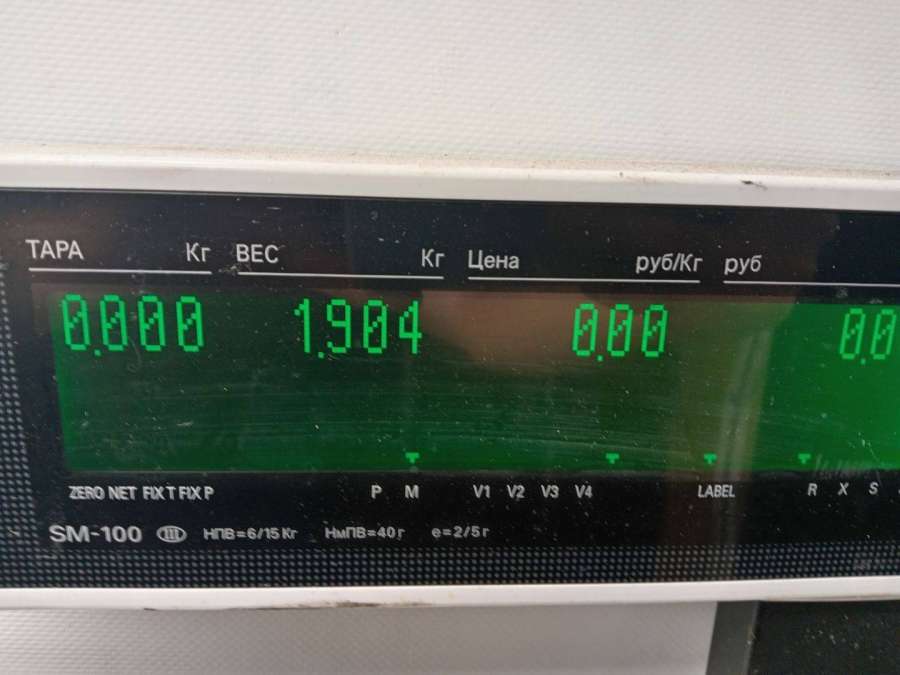 ТАРА Кг ВЕС Кг Цена руб/Кг руб
0.000 1.904 0.00 0.0
ZERO NET FIX T FIX P P M V1 V2 V3 V4 LABEL R X S
SM-100 III НПВ=6/15 Кг НмПВ=40 г е=2/5 г